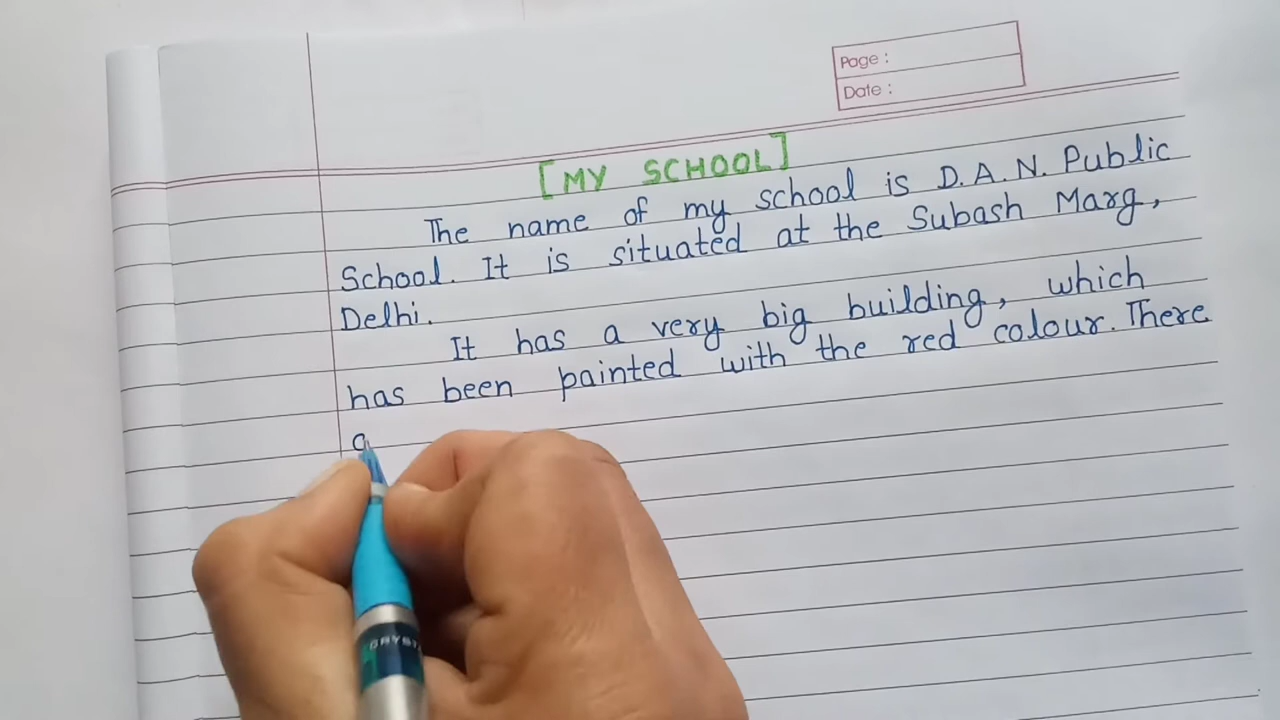 Page :
Date :
[MY SCHOOL]
The name of my school is D.A.N. Public
School. It is situated at the Subash Marg,
Delhi.
It has a very big building, which
has been painted with the red colour. There
a